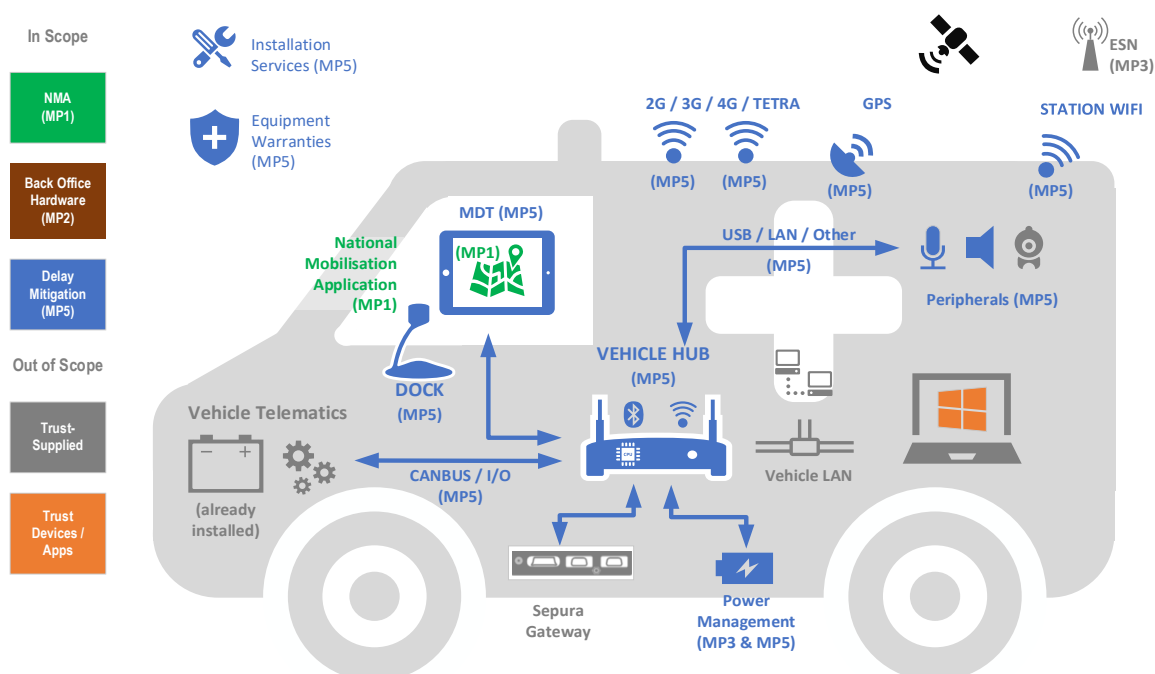 In Scope
NMA
(MP1)
Back Office
Hardware
(MP2)
Delay
Mitigation
(MP5)
Out of Scope
Trust-
Supplied
Trust
Devices /
Apps
Installation
Services (MP5)
Equipment
Warranties
(MP5)
ESN
(MP3)
2G / 3G / 4G / TETRA
GPS
STATION WIFI
(MP5)
(MP5)
(MP5)
(MP5)
MDT (MP5)
(MP1)
National
Mobilisation
Application
(MP1)
USB / LAN / Other
(MP5)
Peripherals (MP5)
VEHICLE HUB
(MP5)
DOCK
(MP5)
CPU
Vehicle Telematics
(already
installed)
CANBUS / I/O
(MP5)
Vehicle LAN
Sepura
Gateway
Power
Management
(MP3 & MP5)